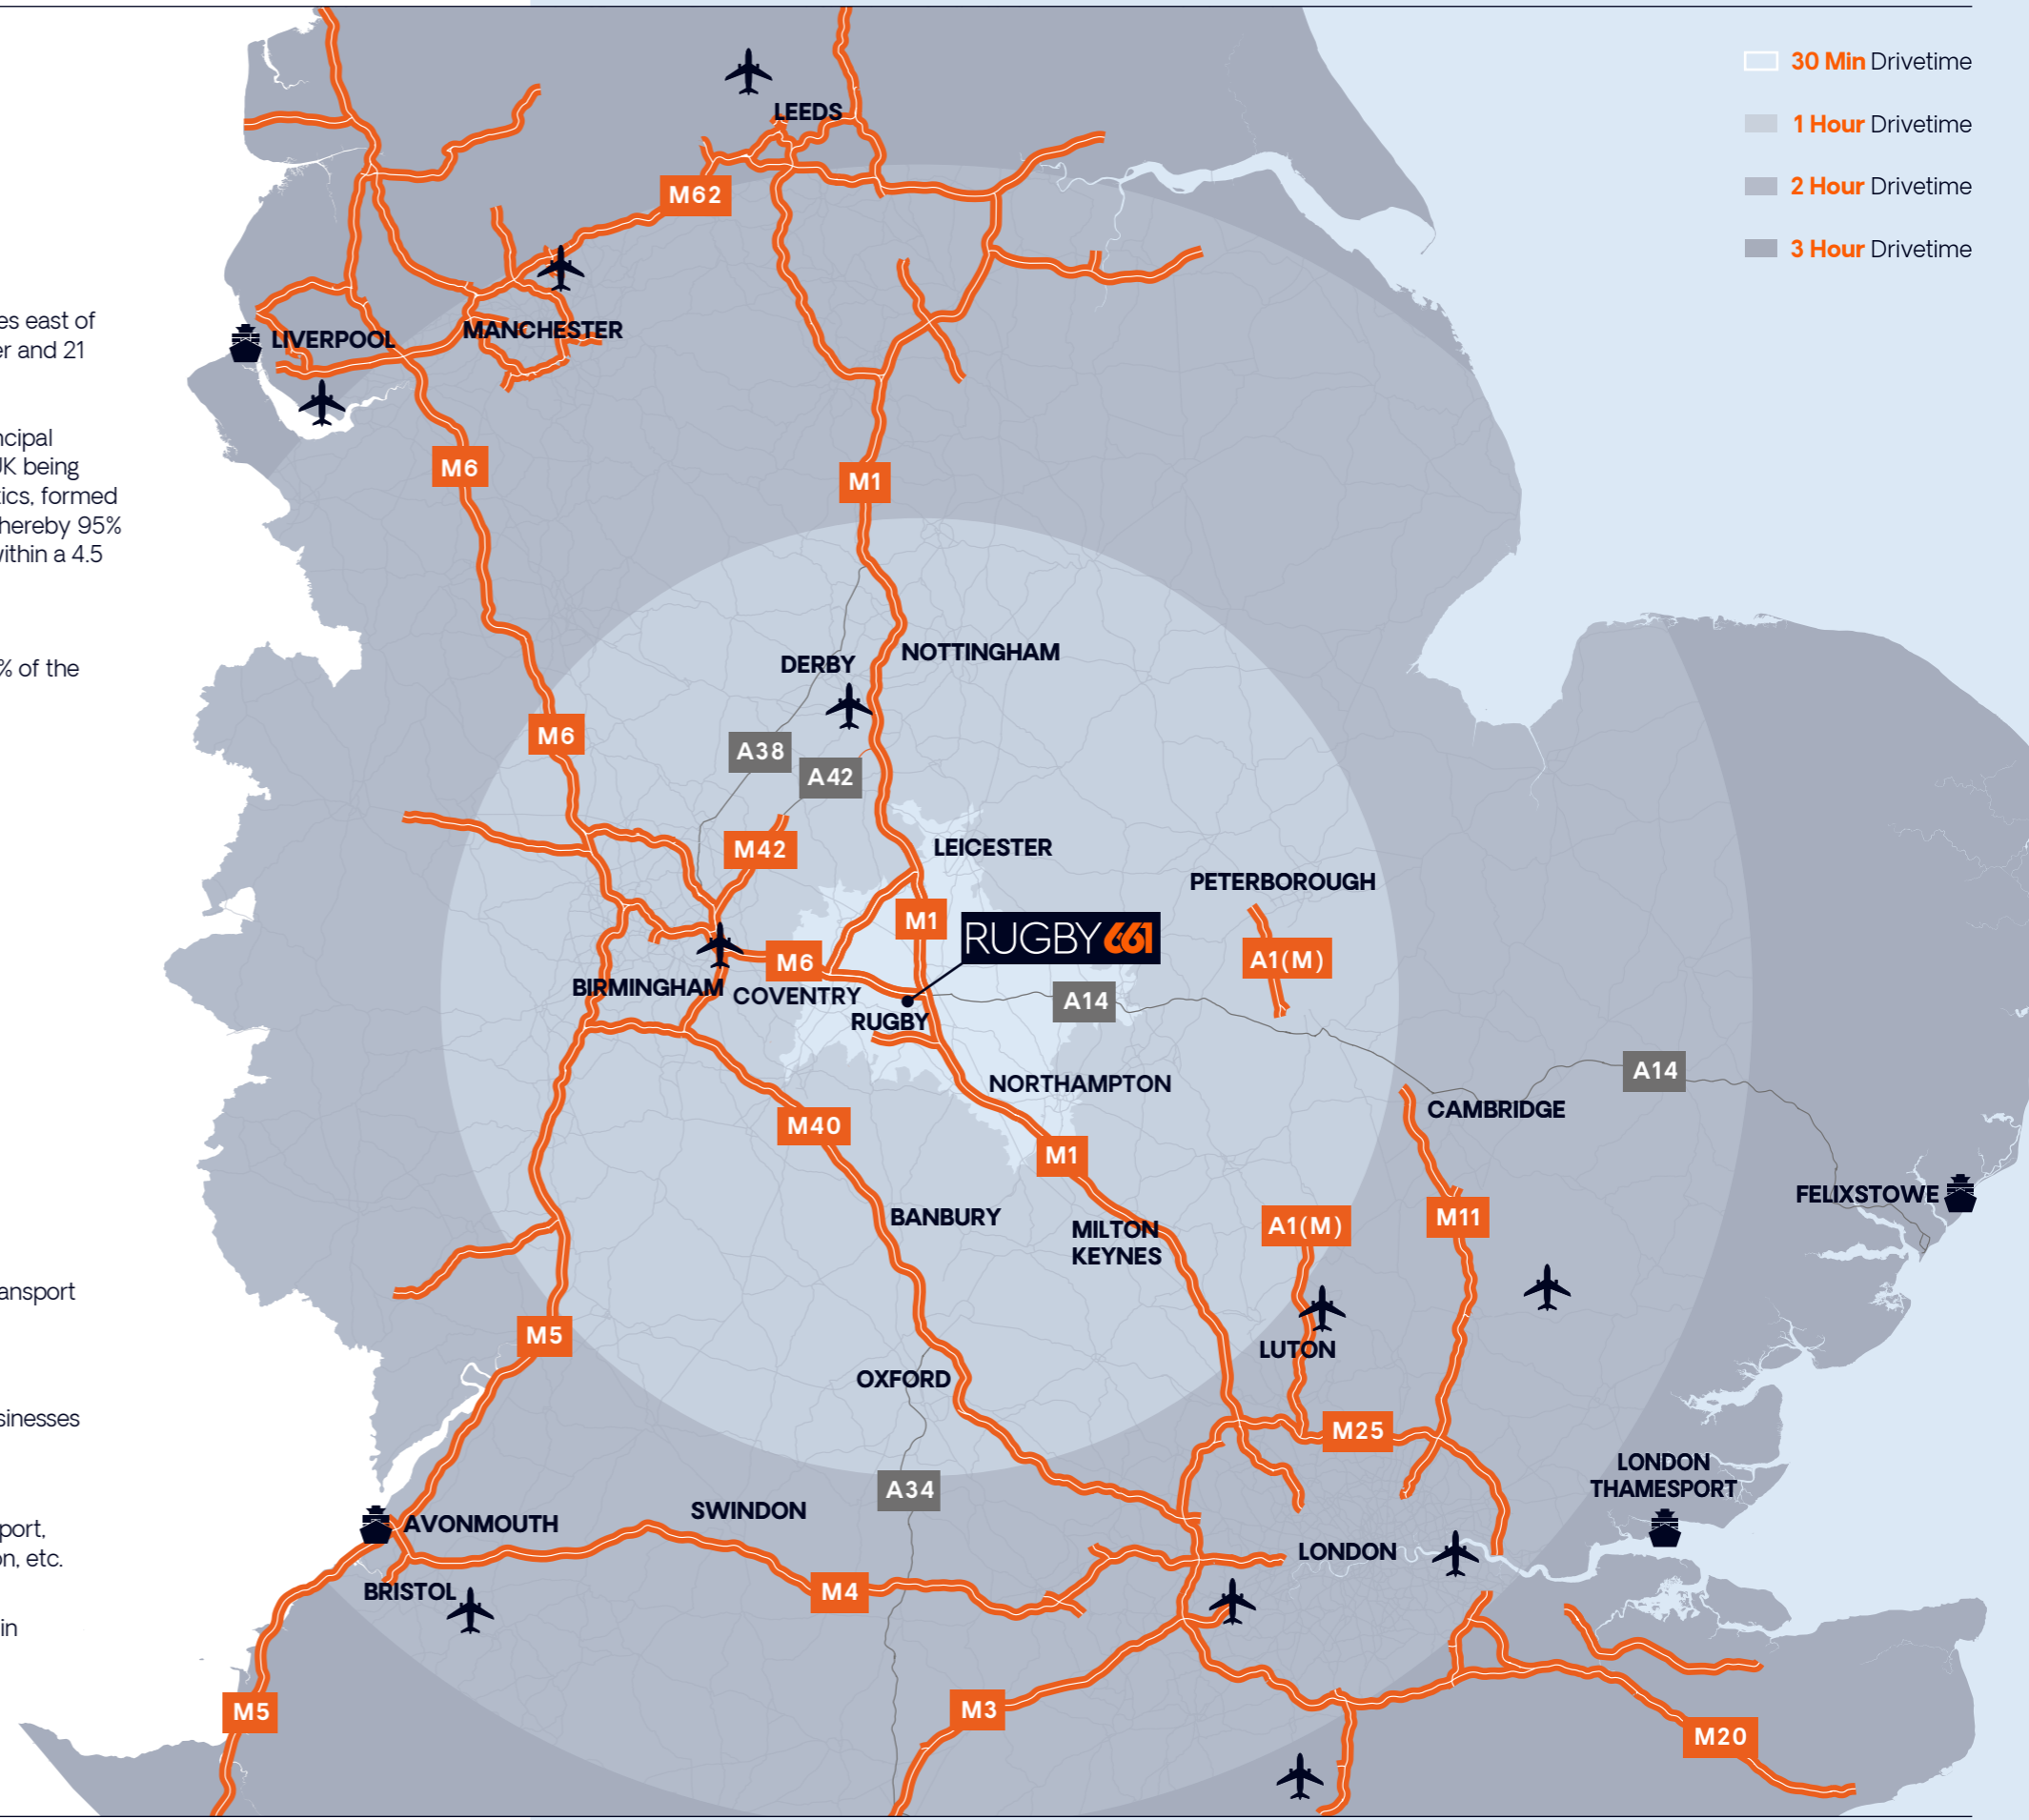 30 Min Drivetime
1 Hour Drivetime
2 Hour Drivetime
3 Hour Drivetime
es east of
er and 21
ncipal
UK being
tics, formed
hereby 95%
within a 4.5
% of the
ansport
sinesses
port,
on, etc.
in
LEEDS
M62
LIVERPOOL
MANCHESTER
M6
M1
NOTTINGHAM
DERBY
M6
A38
A42
M42
LEICESTER
PETERBOROUGH
M1
RUGBY 661
A1(M)
M6
BIRMINGHAM
COVENTRY
A14
RUGBY
A14
NORTHAMPTON
CAMBRIDGE
M40
M1
FELIXSTOWE
BANBURY
MILTON
KEYNES
A1(M)
M11
M5
LUTON
OXFORD
M25
LONDON
THAMESPORT
A34
SWINDON
AVONMOUTH
LONDON
BRISTOL
M4
M5
M3
M20